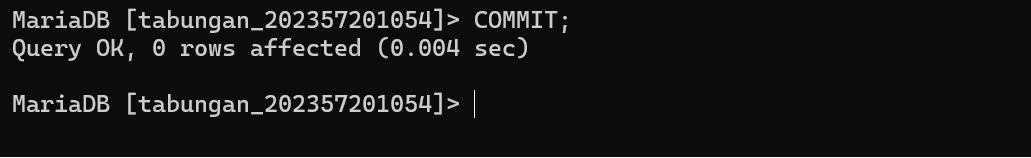 MariaDB [tabungan_202357201054]> COMMIT;
Query OK, 0 rows affected (0.004 sec)
MariaDB [tabungan_202357201054]>